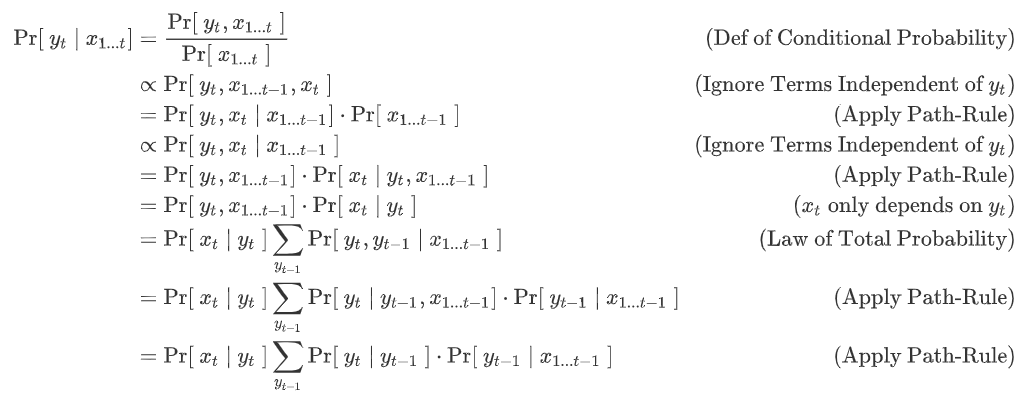 Pr[ y_t | x_{1…t}] = Pr[ y_t, x_{1…t} ] / Pr[ x_{1…t} ] (Def of Conditional Probability)
∝ Pr[ y_t, x_{1…t−1}, x_t ] (Ignore Terms Independent of y_t)
= Pr[ y_t, x_t | x_{1…t−1}] · Pr[ x_{1…t−1} ] (Apply Path-Rule)
∝ Pr[ y_t, x_t | x_{1…t−1} ] (Ignore Terms Independent of y_t)
= Pr[ y_t, x_{1…t−1}] · Pr[ x_t | y_t, x_{1…t−1} ] (Apply Path-Rule)
= Pr[ y_t, x_{1…t−1}] · Pr[ x_t | y_t ] (x_t only depends on y_t)
= Pr[ x_t | y_t ] ∑_{y_{t−1}} Pr[ y_t, y_{t−1} | x_{1…t−1} ] (Law of Total Probability)
= Pr[ x_t | y_t ] ∑_{y_{t−1}} Pr[ y_t | y_{t−1}, x_{1…t−1}] · Pr[ y_{t−1} | x_{1…t−1} ] (Apply Path-Rule)
= Pr[ x_t | y_t ] ∑_{y_{t−1}} Pr[ y_t | y_{t−1} ] · Pr[ y_{t−1} | x_{1…t−1} ] (Apply Path-Rule)